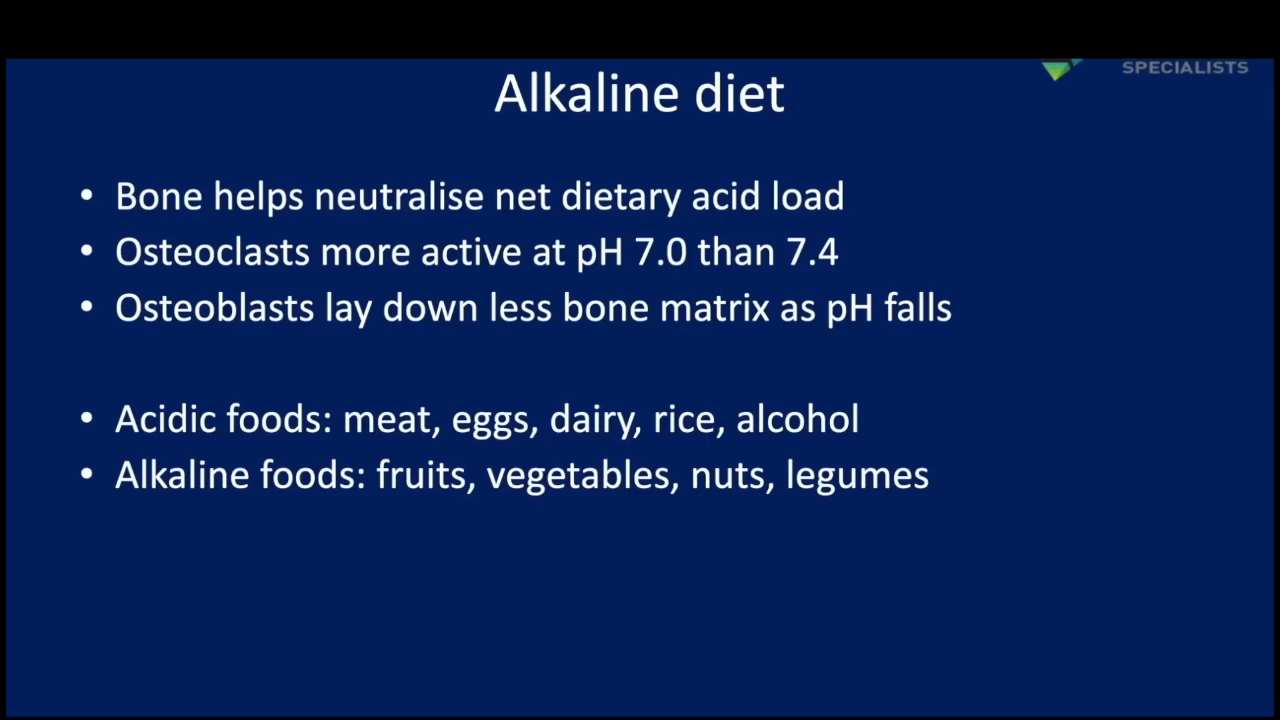 SPECIALISTS
Alkaline diet
• Bone helps neutralise net dietary acid load
• Osteoclasts more active at pH 7.0 than 7.4
• Osteoblasts lay down less bone matrix as pH falls
• Acidic foods: meat, eggs, dairy, rice, alcohol
• Alkaline foods: fruits, vegetables, nuts, legumes